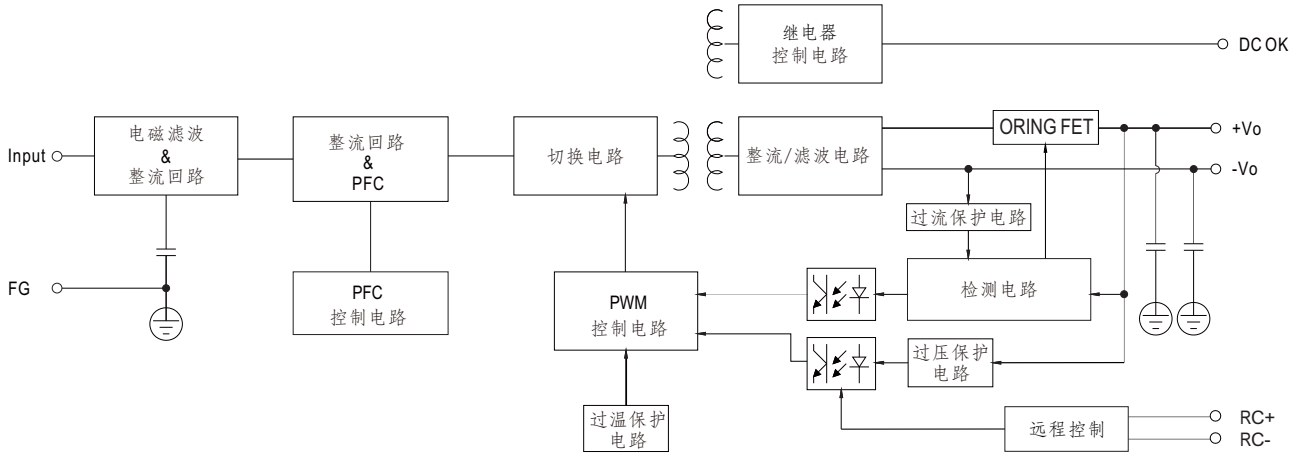 继电器
控制电路
DC OK
电磁滤波
&
整流回路
整流回路
&
PFC
切换电路
整流/滤波电路
ORING FET
+Vo
Input
-Vo
过流保护电路
FG
PFC
控制电路
PWM
控制电路
检测电路
过压保护
电路
过温保护
电路
远程控制
RC+
RC-